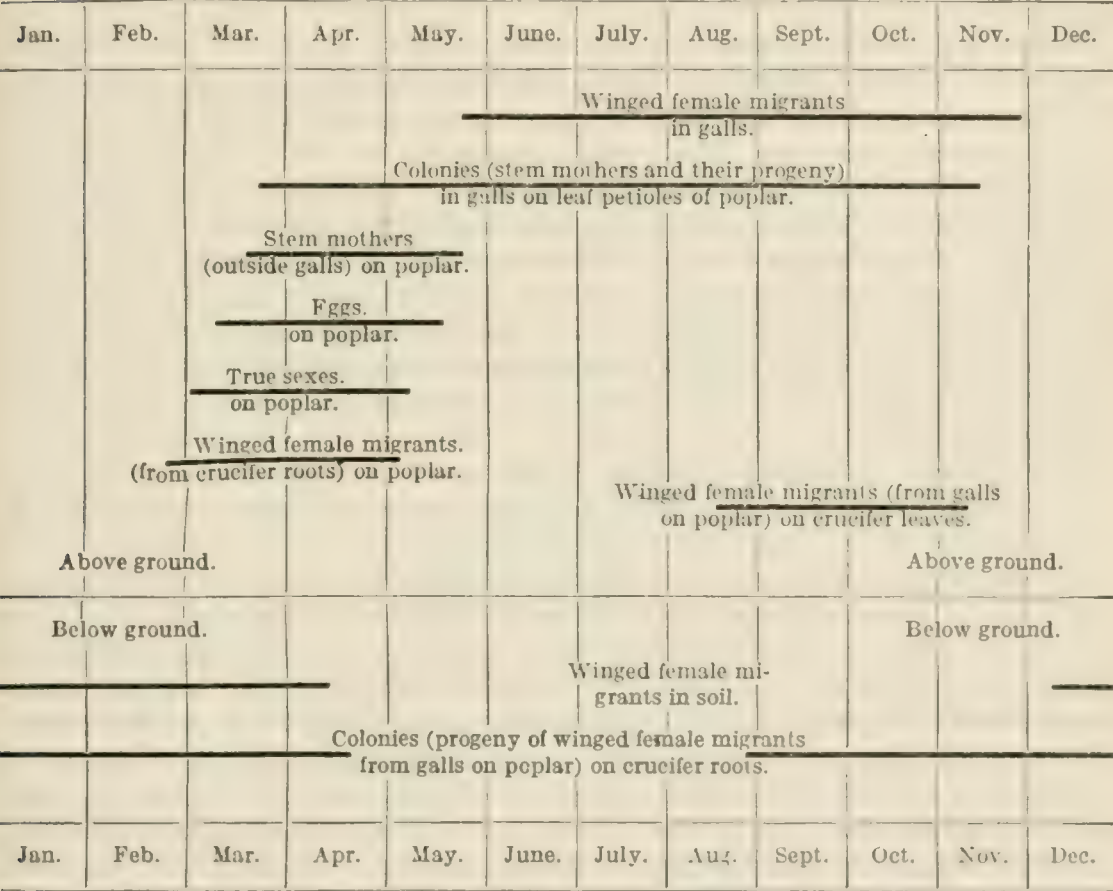 Jan. Feb. Mar. Apr. May. June. July. Aug. Sept. Oct. Nov. Dec.
Winged female migrants
in galls.
Colonies (stem mothers and their progeny)
in galls on leaf petioles of poplar.
Stem mothers
(outside galls) on poplar.
Eggs.
on poplar.
True sexes.
on poplar.
Winged female migrants.
(from crucifer roots) on poplar.
Winged female migrants (from galls
on poplar) on crucifer leaves.
Above ground. Above ground.
Below ground. Below ground.
Winged female mi-
grants in soil.
Colonies (progeny of winged female migrants
from galls on poplar) on crucifer roots.
Jan. Feb. Mar. Apr. May. June. July. Aug. Sept. Oct. Nov. Dec.